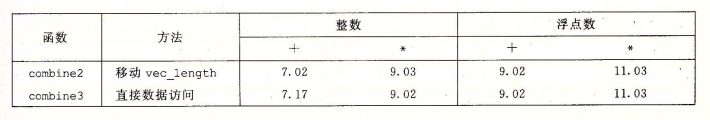 函数 方法 整数 浮点数
+ * + *
combine2 移动 vec_length 7.02 9.03 9.02 11.03
combine3 直接数据访问 7.17 9.02 9.02 11.03